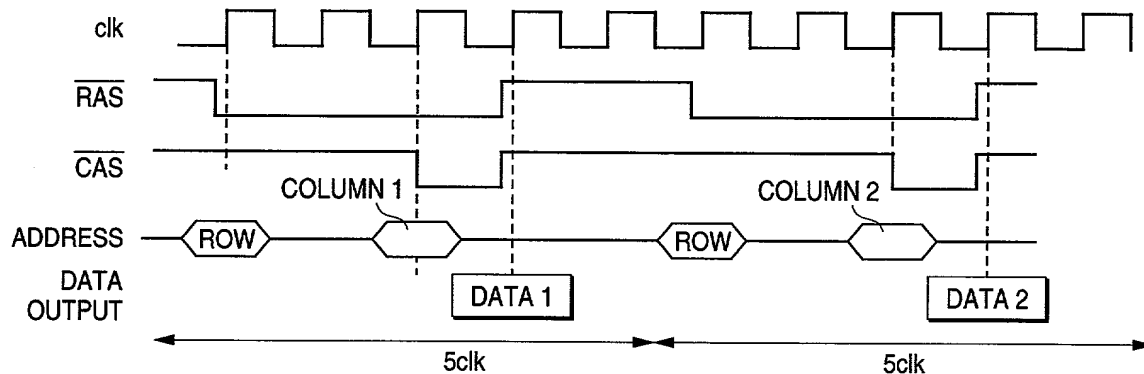 clk
RAS
CAS
COLUMN 1
COLUMN 2
ADDRESS
ROW
ROW
DATA
OUTPUT
DATA 1
DATA 2
5clk
5clk